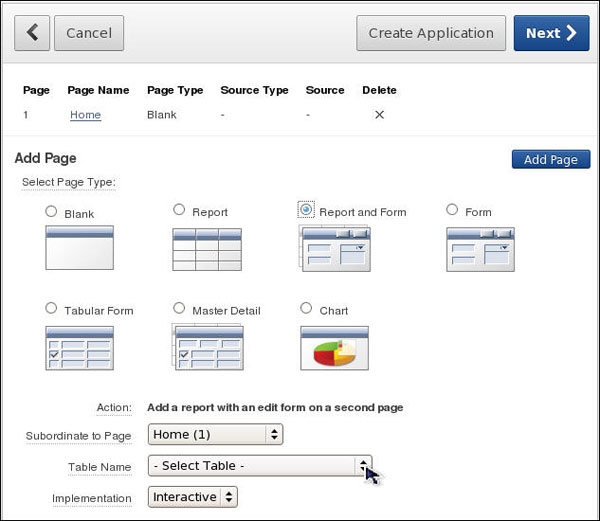 Cancel Create Application Next
Page Page Name Page Type Source Type Source Delete
1 Home Blank - -
Add Page Add Page
Select Page Type:
Blank Report Report and Form Form
Tabular Form Master Detail Chart
Action: Add a report with an edit form on a second page
Subordinate to Page Home (1)
Table Name - Select Table -
Implementation Interactive